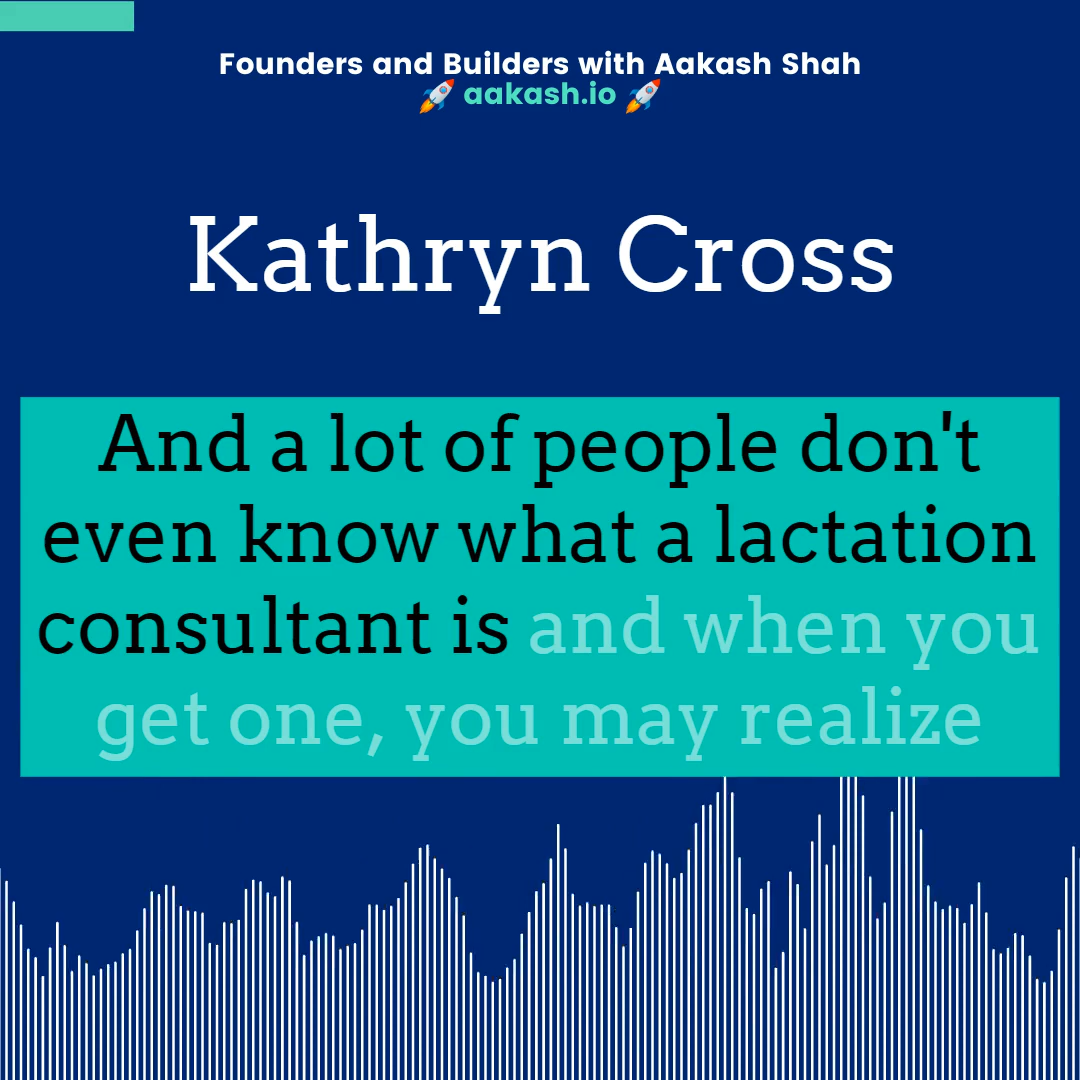 Founders and Builders with Aakash Shah
🚀 aakash.io 🚀
Kathryn Cross
And a lot of people don't
even know what a lactation
consultant is and when you
get one, you may realize